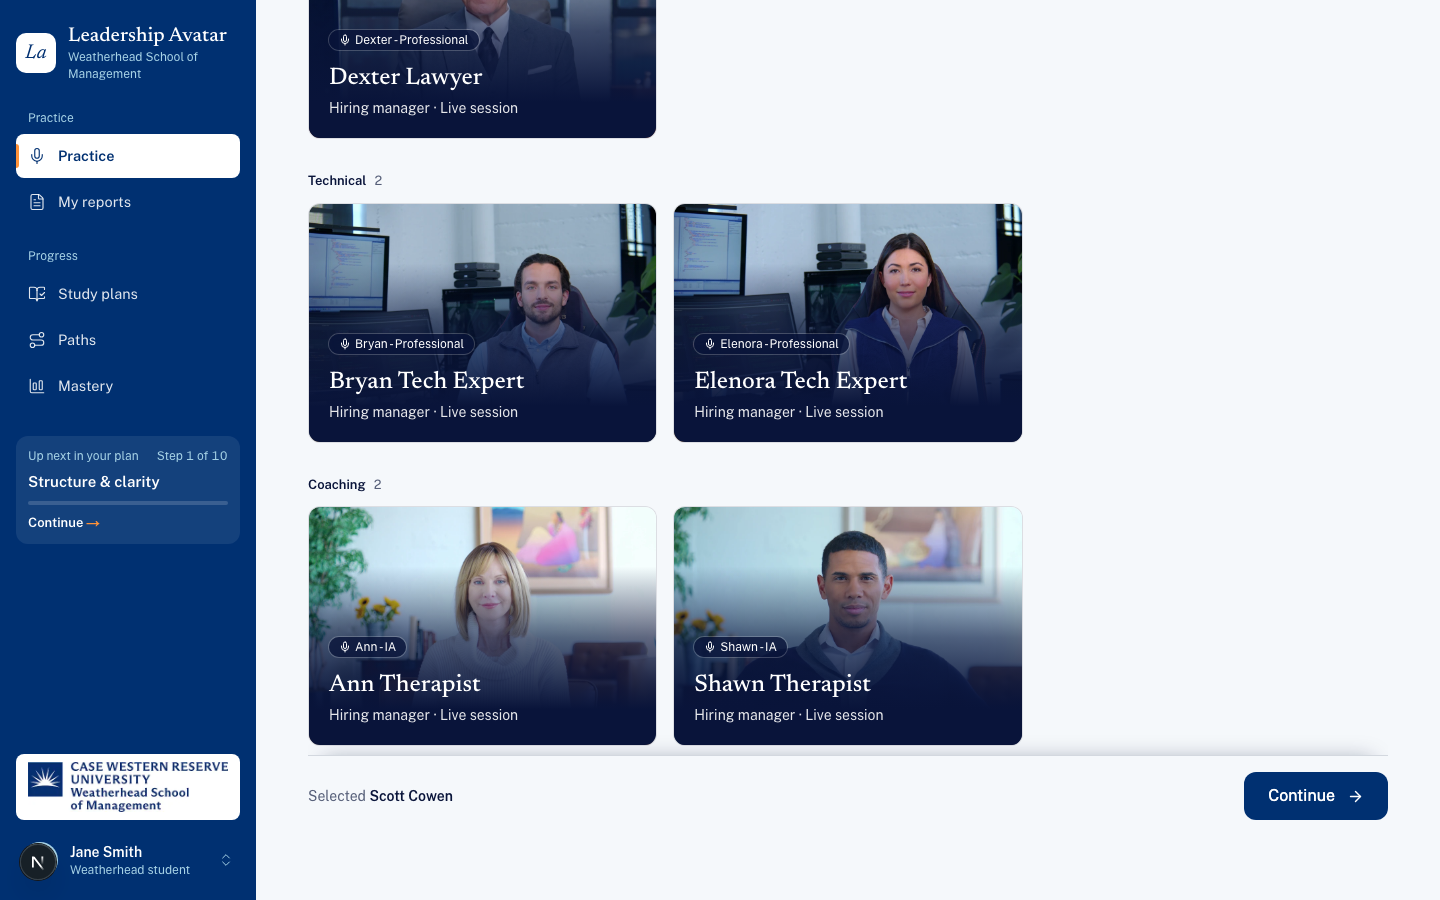 La
Leadership Avatar
Weatherhead School of
Management
Practice
Practice
My reports
Progress
Study plans
Paths
Mastery
Up next in your plan Step 1 of 10
Structure & clarity
Continue →
CASE WESTERN RESERVE
UNIVERSITY
Weatherhead School
of Management
N
Jane Smith
Weatherhead student
Dexter - Professional
Dexter Lawyer
Hiring manager · Live session
Technical 2
Bryan - Professional
Bryan Tech Expert
Hiring manager · Live session
Elenora - Professional
Elenora Tech Expert
Hiring manager · Live session
Coaching 2
Ann - IA
Ann Therapist
Hiring manager · Live session
Shawn - IA
Shawn Therapist
Hiring manager · Live session
Selected Scott Cowen
Continue →